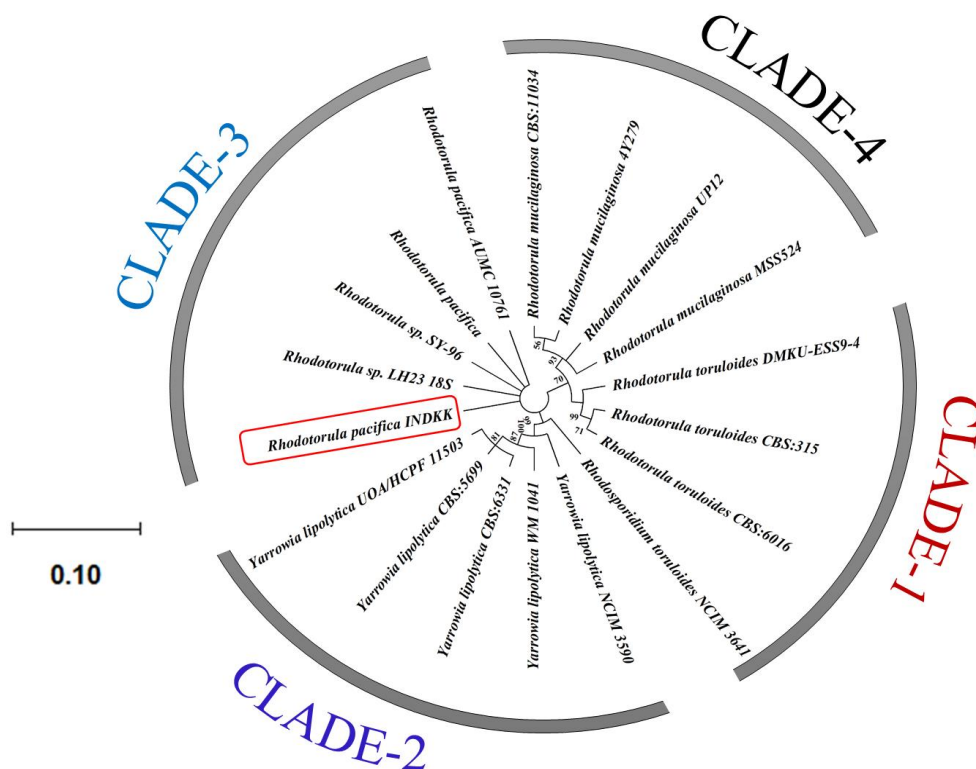 CLADE-4
CLADE-3
CLADE-1
CLADE-2
Rhodotorula mucilaginosa CBS:11034
Rhodotorula mucilaginosa 4Y279
Rhodotorula mucilaginosa UP12
Rhodotorula mucilaginosa MSS524
Rhodotorula toruloides DMKU-ESS9-4
Rhodotorula toruloides CBS:315
Rhodotorula toruloides CBS:6016
Rhodosporidium toruloides NCIM 3641
Yarrowia lipolytica NCIM 3590
Yarrowia lipolytica WM 1041
Yarrowia lipolytica CBS:6331
Yarrowia lipolytica CBS:5699
Yarrowia lipolytica UOA/HCPF 11503
Rhodotorula pacifica INDKK
Rhodotorula sp. LH23 18S
Rhodotorula sp. SY-96
Rhodotorula pacifica
Rhodotorula pacifica AUMC 10761
56
93
70
99
71
100
87
81
0.10